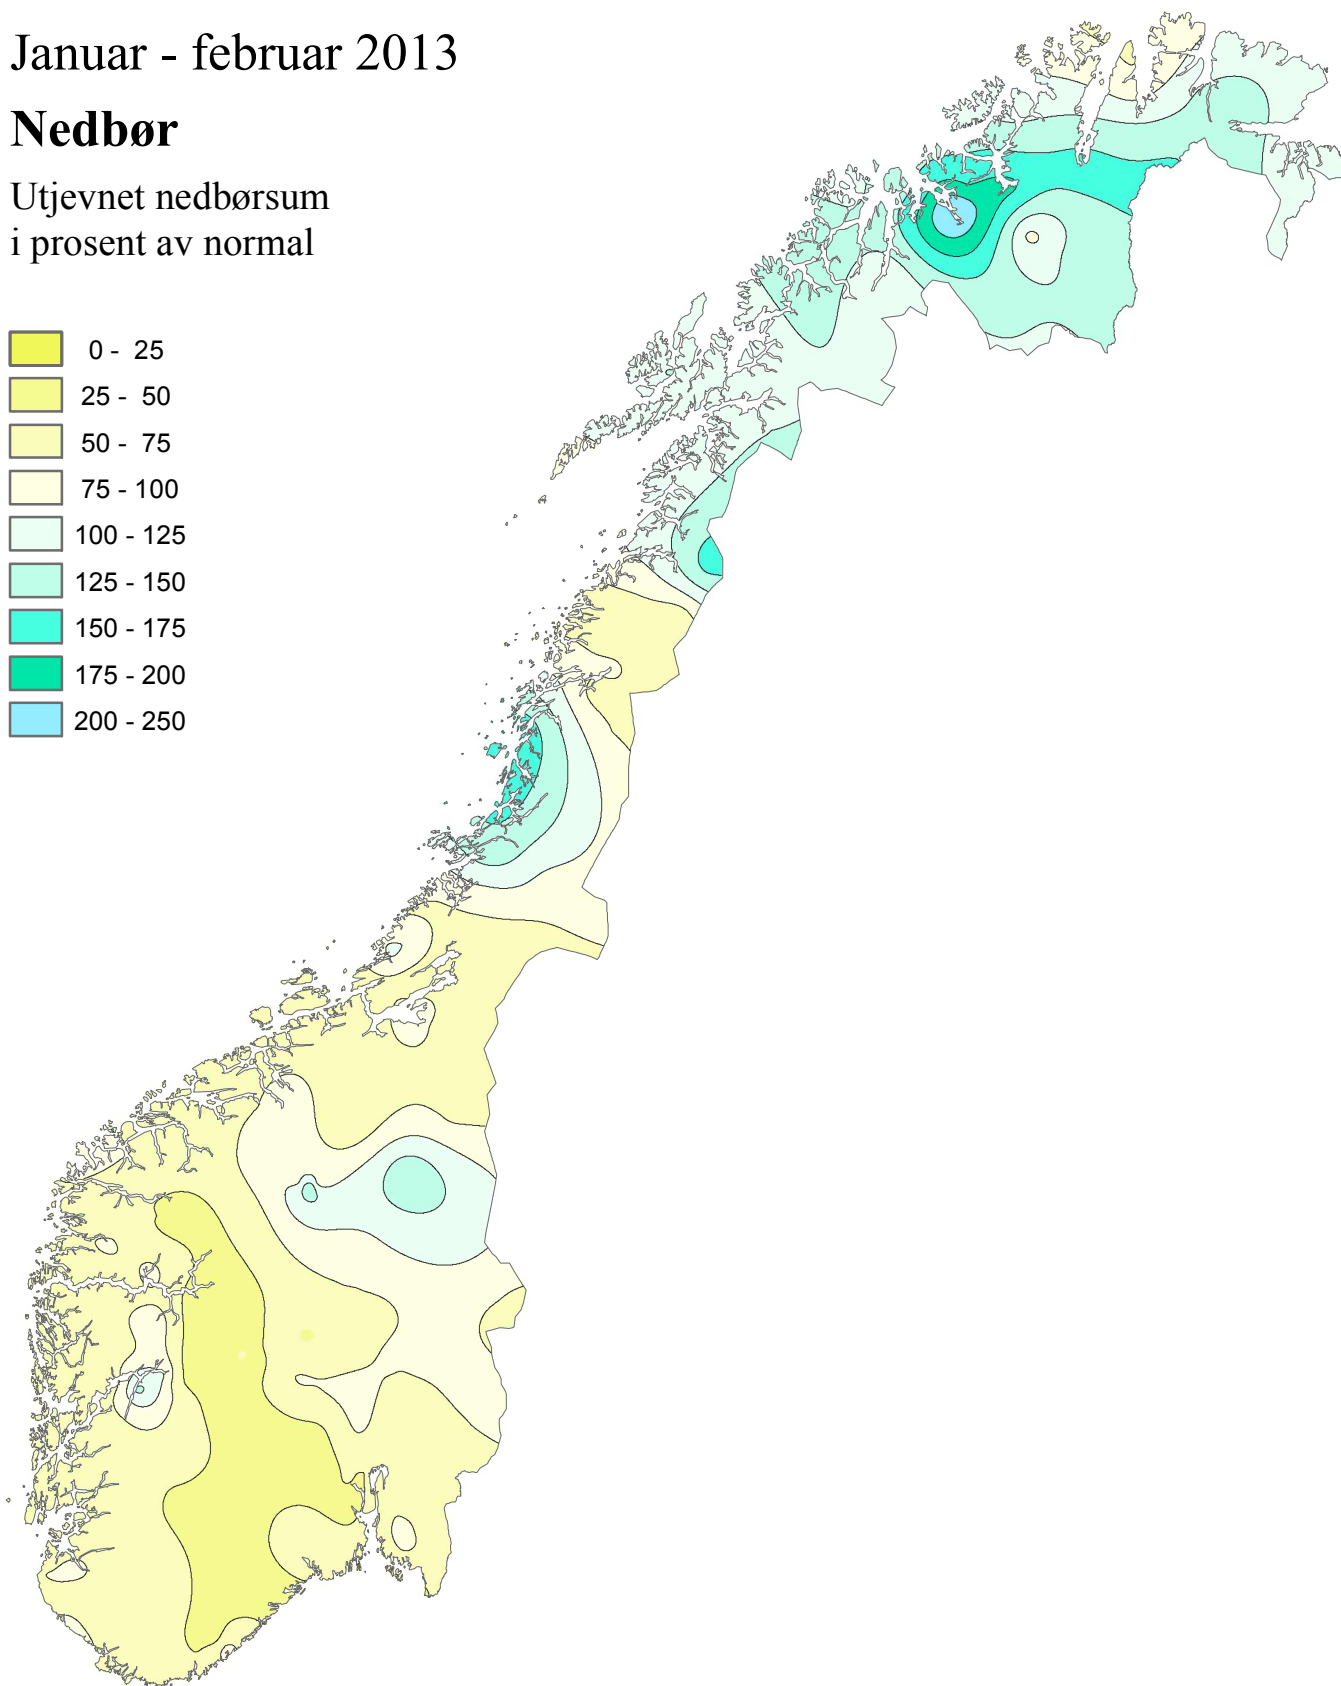 Januar - februar 2013
Nedbør
Utjevnet nedbørsum
i prosent av normal
0 - 25
25 - 50
50 - 75
75 - 100
100 - 125
125 - 150
150 - 175
175 - 200
200 - 250